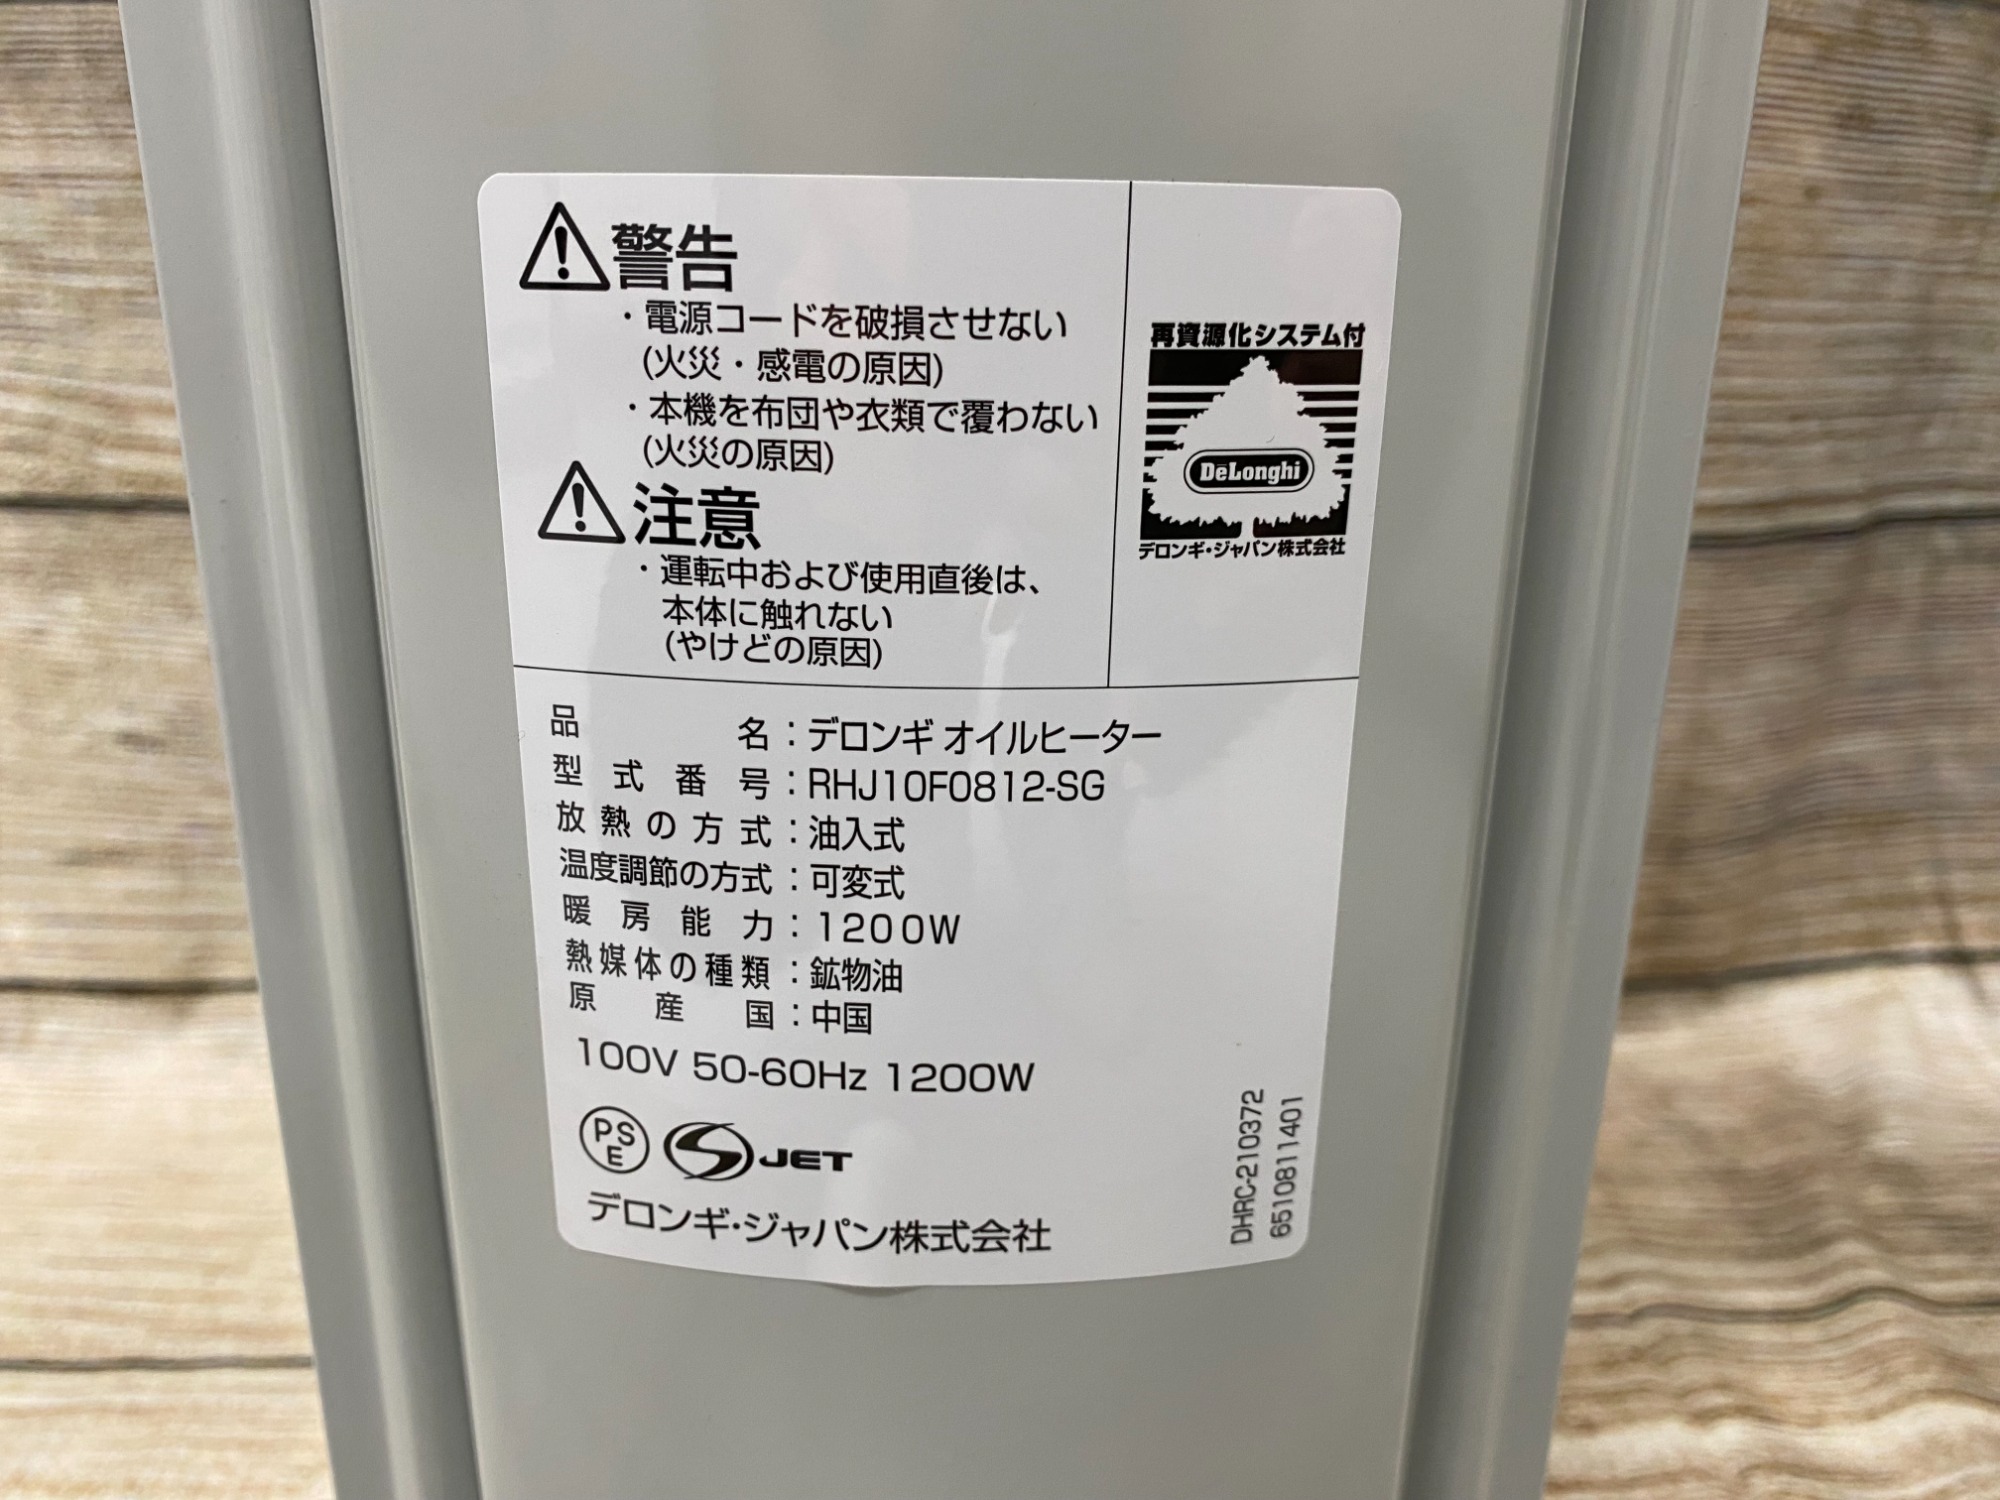 警告
・電源コードを破損させない
(火災・感電の原因)
・本機を布団や衣類で覆わない
(火災の原因)
注意
・運転中および使用直後は、
本体に触れない
(やけどの原因)
再資源化システム付
DeLonghi
デロンギ・ジャパン株式会社
品名：デロンギ オイルヒーター
型式番号：RHJ10F0812-SG
放熱の方式：油入式
温度調節の方式：可変式
暖房能力：1200W
熱媒体の種類：鉱物油
原産国：中国
100V 50-60Hz 1200W
PSE
JET
デロンギ・ジャパン株式会社
DHRC-210372
6510811401